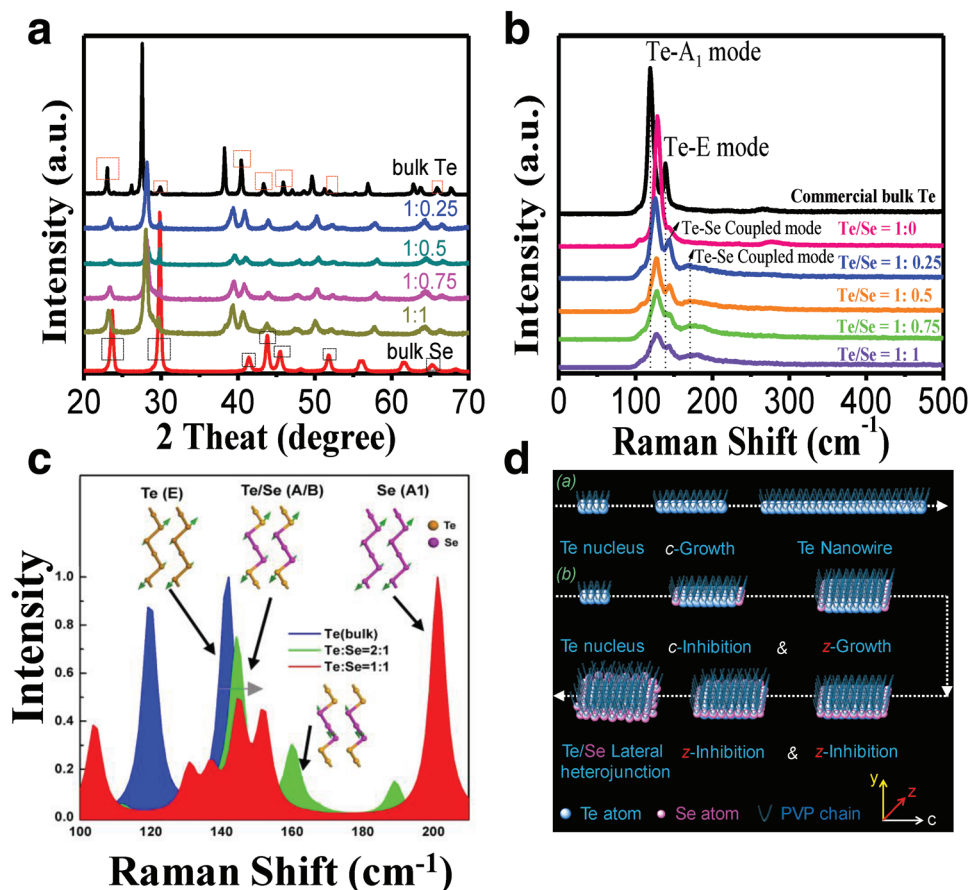 a
Intensity (a.u.)
bulk Te
1:0.25
1:0.5
1:0.75
1:1
bulk Se
20 30 40 50 60 70
2 Theat (degree)
b
Intensity (a.u.)
Te-A1 mode
Te-E mode
Commercial bulk Te
Te-Se Coupled mode
Te/Se = 1:0
Te-Se Coupled mode
Te/Se = 1: 0.25
Te/Se = 1: 0.5
Te/Se = 1: 0.75
Te/Se = 1: 1
0 100 200 300 400 500
Raman Shift (cm-1)
c
Intensity
Te (E)
Te/Se (A/B)
Se (A1)
Te
Se
1.0
0.8
0.6
0.4
0.2
0.0
Te(bulk)
Te:Se=2:1
Te:Se=1:1
100 120 140 160 180 200
Raman Shift (cm-1)
d
(a)
Te nucleus c-Growth Te Nanowire
(b)
Te nucleus c-Inhibition & z-Growth
Te/Se Lateral heterojunction z-Inhibition & z-Inhibition
Te atom Se atom PVP chain
y
z
c